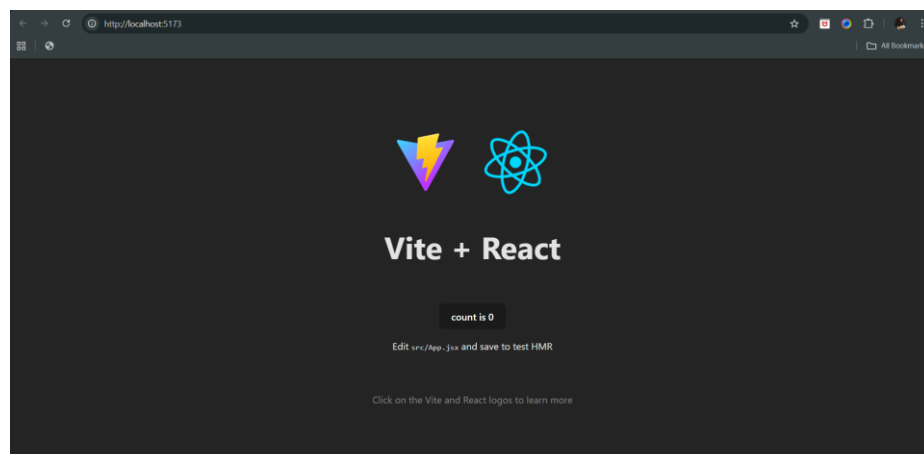 http://localhost:5173
All Bookmark
Vite + React
count is 0
Edit src/App.jsx and save to test HMR
Click on the Vite and React logos to learn more